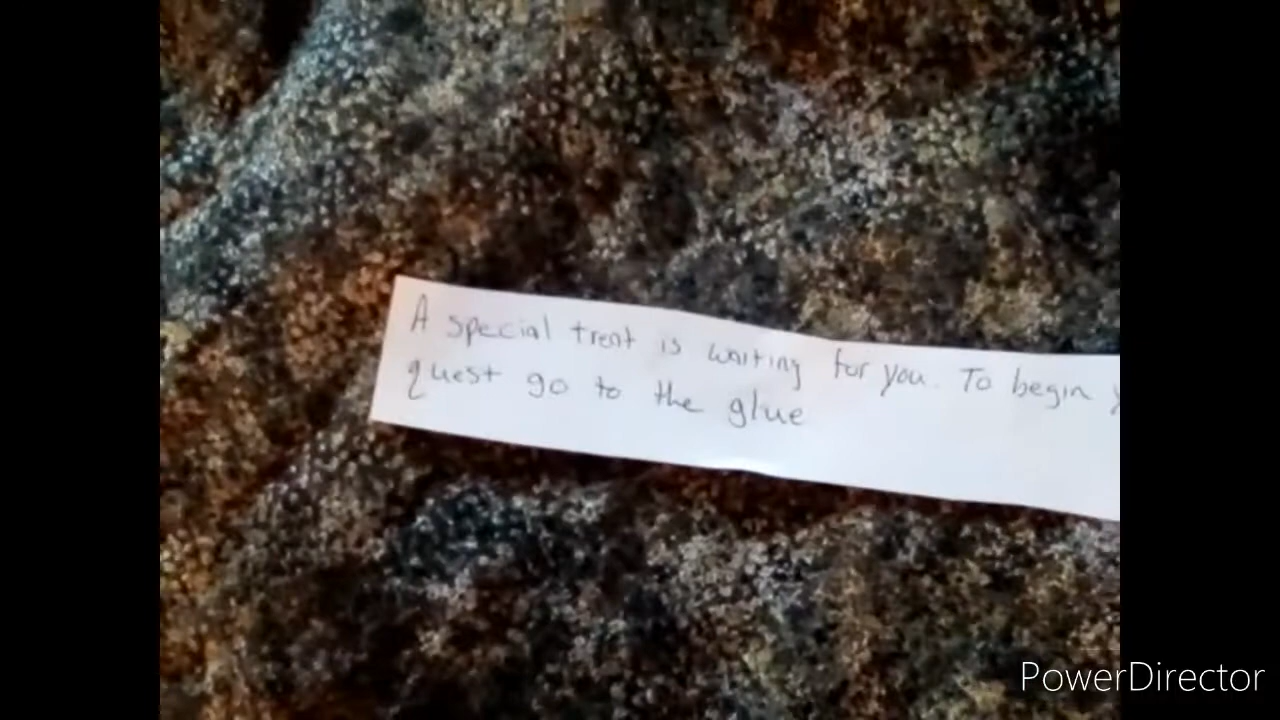 A special treat is waiting for you. To begin y
quest go to the glue
PowerDirector